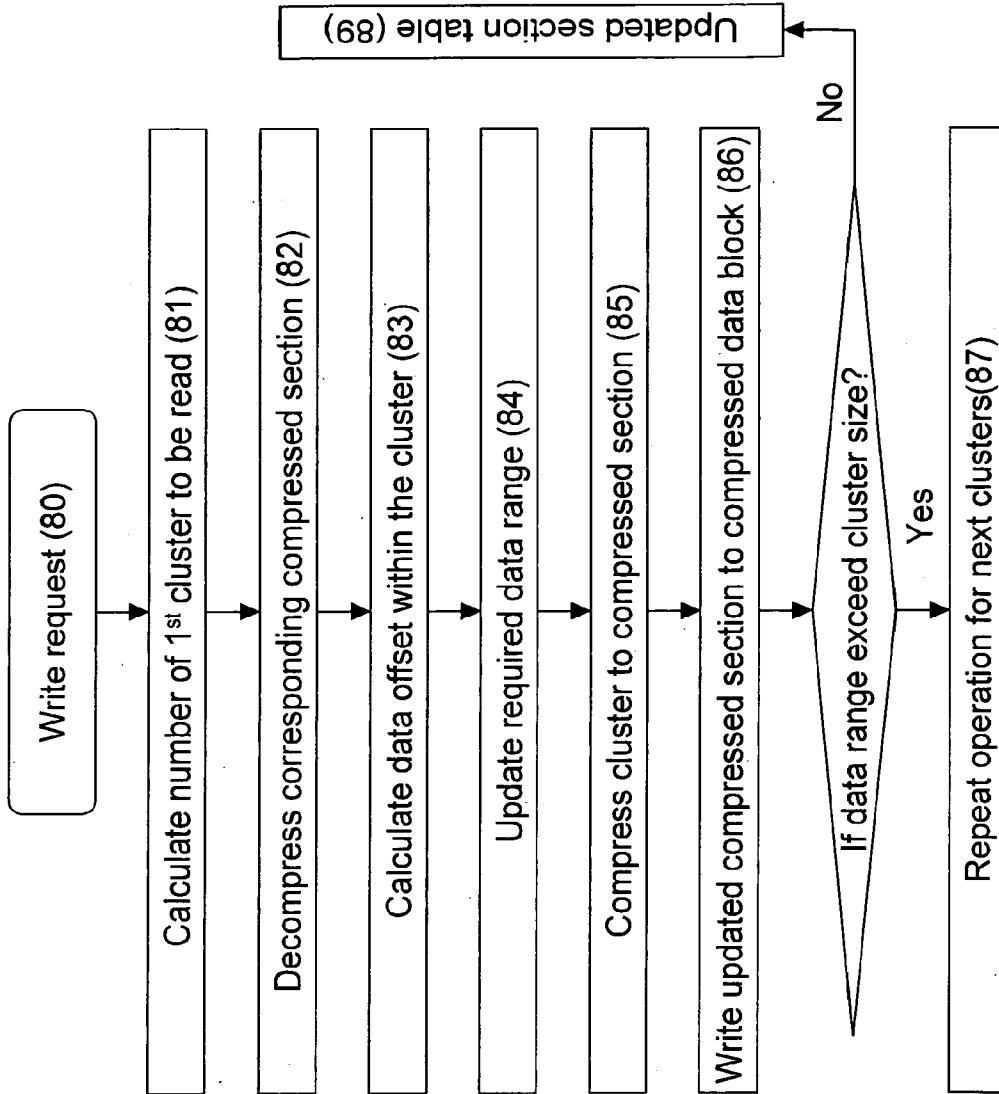 Write request (80)
Calculate number of 1st cluster to be read (81)
Decompress corresponding compressed section (82)
Calculate data offset within the cluster (83)
Update required data range (84)
Compress cluster to compressed section (85)
Write updated compressed section to compressed data block (86)
If data range exceed cluster size?
No
Updated section table (89)
Yes
Repeat operation for next clusters(87)